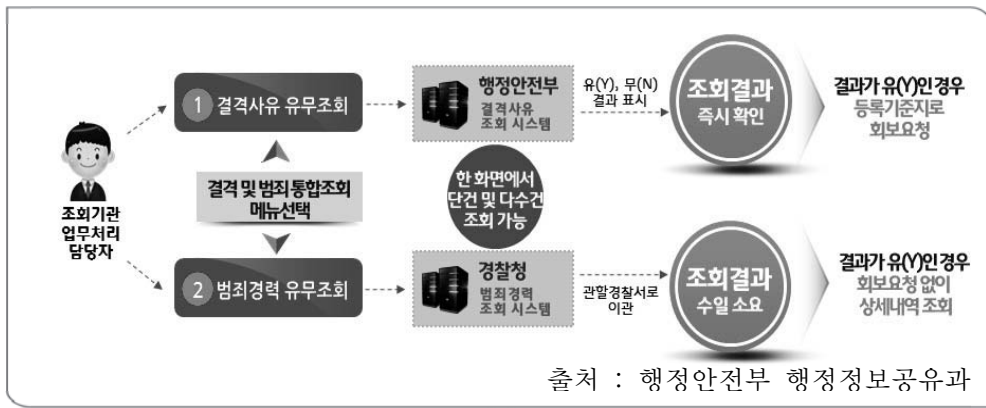 조회기관
업무처리
담당자
1 결격사유 유무조회
결격 및 범죄 통합조회
메뉴선택
2 범죄경력 유무조회
행정안전부
결격사유
조회 시스템
한 화면에서
단건 및 다수건
조회 가능
경찰청
범죄경력
조회 시스템
유(Y), 무(N)
결과 표시
관할경찰서로
이관
조회결과
즉시 확인
조회결과
수일 소요
결과가 유(Y)인 경우
등록기준지로
회보요청
결과가 유(Y)인 경우
회보요청 없이
상세내역 조회
출처 : 행정안전부 행정정보공유과